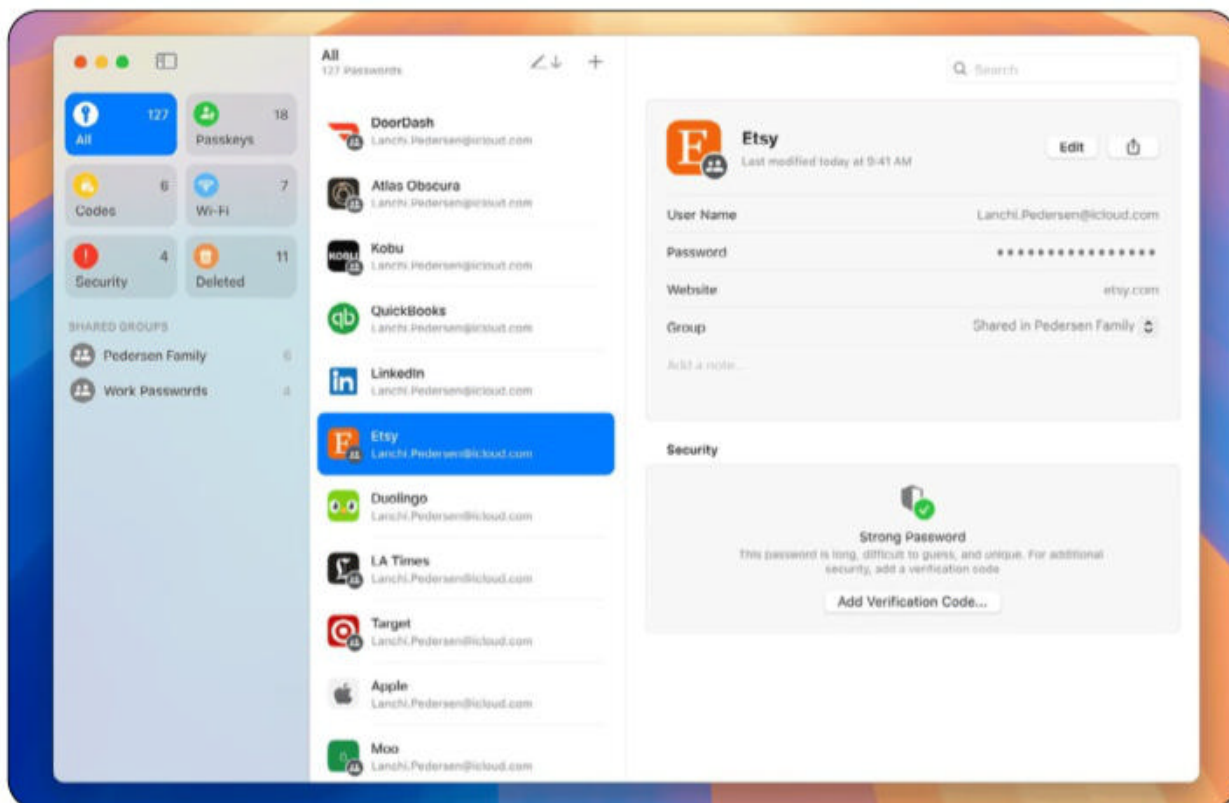 127
All
18
Passkeys
6
Codes
7
Wi-Fi
4
Security
11
Deleted
SHARED GROUPS
Pedersen Family 6
Work Passwords 4
All
127 Passwords
DoorDash
Lanchi.Pedersen@icloud.com
Atlas Obscura
Lanchi.Pedersen@icloud.com
KOBU
Kobu
Lanchi.Pedersen@icloud.com
qb
QuickBooks
Lanchi.Pedersen@icloud.com
in
LinkedIn
Lanchi.Pedersen@icloud.com
E
Etsy
Lanchi.Pedersen@icloud.com
Duolingo
Lanchi.Pedersen@icloud.com
LA Times
Lanchi.Pedersen@icloud.com
Target
Lanchi.Pedersen@icloud.com
Apple
Lanchi.Pedersen@icloud.com
Moo
Lanchi.Pedersen@icloud.com
Search
E
Etsy
Last modified today at 9:41 AM
Edit
User Name Lanchi.Pedersen@icloud.com
Password ••••••••••••••••
Website etsy.com
Group Shared in Pedersen Family
Add a note...
Security
Strong Password
This password is long, difficult to guess, and unique. For additional
security, add a verification code
Add Verification Code...